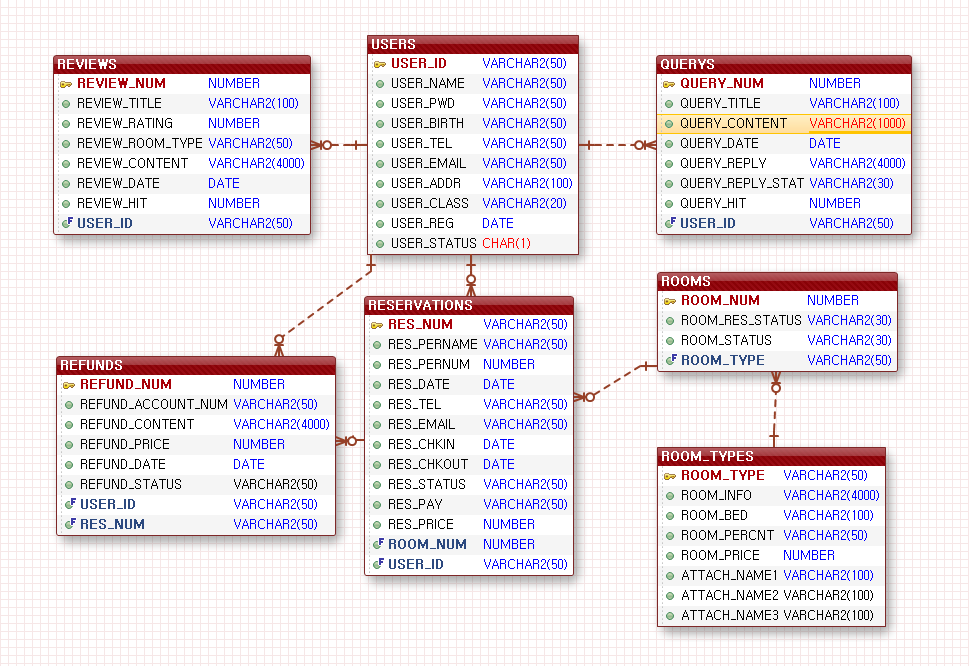 REVIEWS
REVIEW_NUM NUMBER
REVIEW_TITLE VARCHAR2(100)
REVIEW_RATING NUMBER
REVIEW_ROOM_TYPE VARCHAR2(50)
REVIEW_CONTENT VARCHAR2(4000)
REVIEW_DATE DATE
REVIEW_HIT NUMBER
F USER_ID VARCHAR2(50)
USERS
USER_ID VARCHAR2(50)
USER_NAME VARCHAR2(50)
USER_PWD VARCHAR2(50)
USER_BIRTH VARCHAR2(50)
USER_TEL VARCHAR2(50)
USER_EMAIL VARCHAR2(50)
USER_ADDR VARCHAR2(100)
USER_CLASS VARCHAR2(20)
USER_REG DATE
USER_STATUS CHAR(1)
QUERYS
QUERY_NUM NUMBER
QUERY_TITLE VARCHAR2(100)
QUERY_CONTENT VARCHAR2(1000)
QUERY_DATE DATE
QUERY_REPLY VARCHAR2(4000)
QUERY_REPLY_STAT VARCHAR2(30)
QUERY_HIT NUMBER
F USER_ID VARCHAR2(50)
REFUNDS
REFUND_NUM NUMBER
REFUND_ACCOUNT_NUM VARCHAR2(50)
REFUND_CONTENT VARCHAR2(4000)
REFUND_PRICE NUMBER
REFUND_DATE DATE
REFUND_STATUS VARCHAR2(50)
F USER_ID VARCHAR2(50)
F RES_NUM VARCHAR2(50)
RESERVATIONS
RES_NUM VARCHAR2(50)
RES_PERNAME VARCHAR2(50)
RES_PERNUM NUMBER
RES_DATE DATE
RES_TEL VARCHAR2(50)
RES_EMAIL VARCHAR2(50)
RES_CHKIN DATE
RES_CHKOUT DATE
RES_STATUS VARCHAR2(50)
RES_PAY VARCHAR2(50)
RES_PRICE NUMBER
F ROOM_NUM NUMBER
F USER_ID VARCHAR2(50)
ROOMS
ROOM_NUM NUMBER
ROOM_RES_STATUS VARCHAR2(30)
ROOM_STATUS VARCHAR2(30)
F ROOM_TYPE VARCHAR2(50)
ROOM_TYPES
ROOM_TYPE VARCHAR2(50)
ROOM_INFO VARCHAR2(4000)
ROOM_BED VARCHAR2(100)
ROOM_PERCNT VARCHAR2(50)
ROOM_PRICE NUMBER
ATTACH_NAME1 VARCHAR2(100)
ATTACH_NAME2 VARCHAR2(100)
ATTACH_NAME3 VARCHAR2(100)